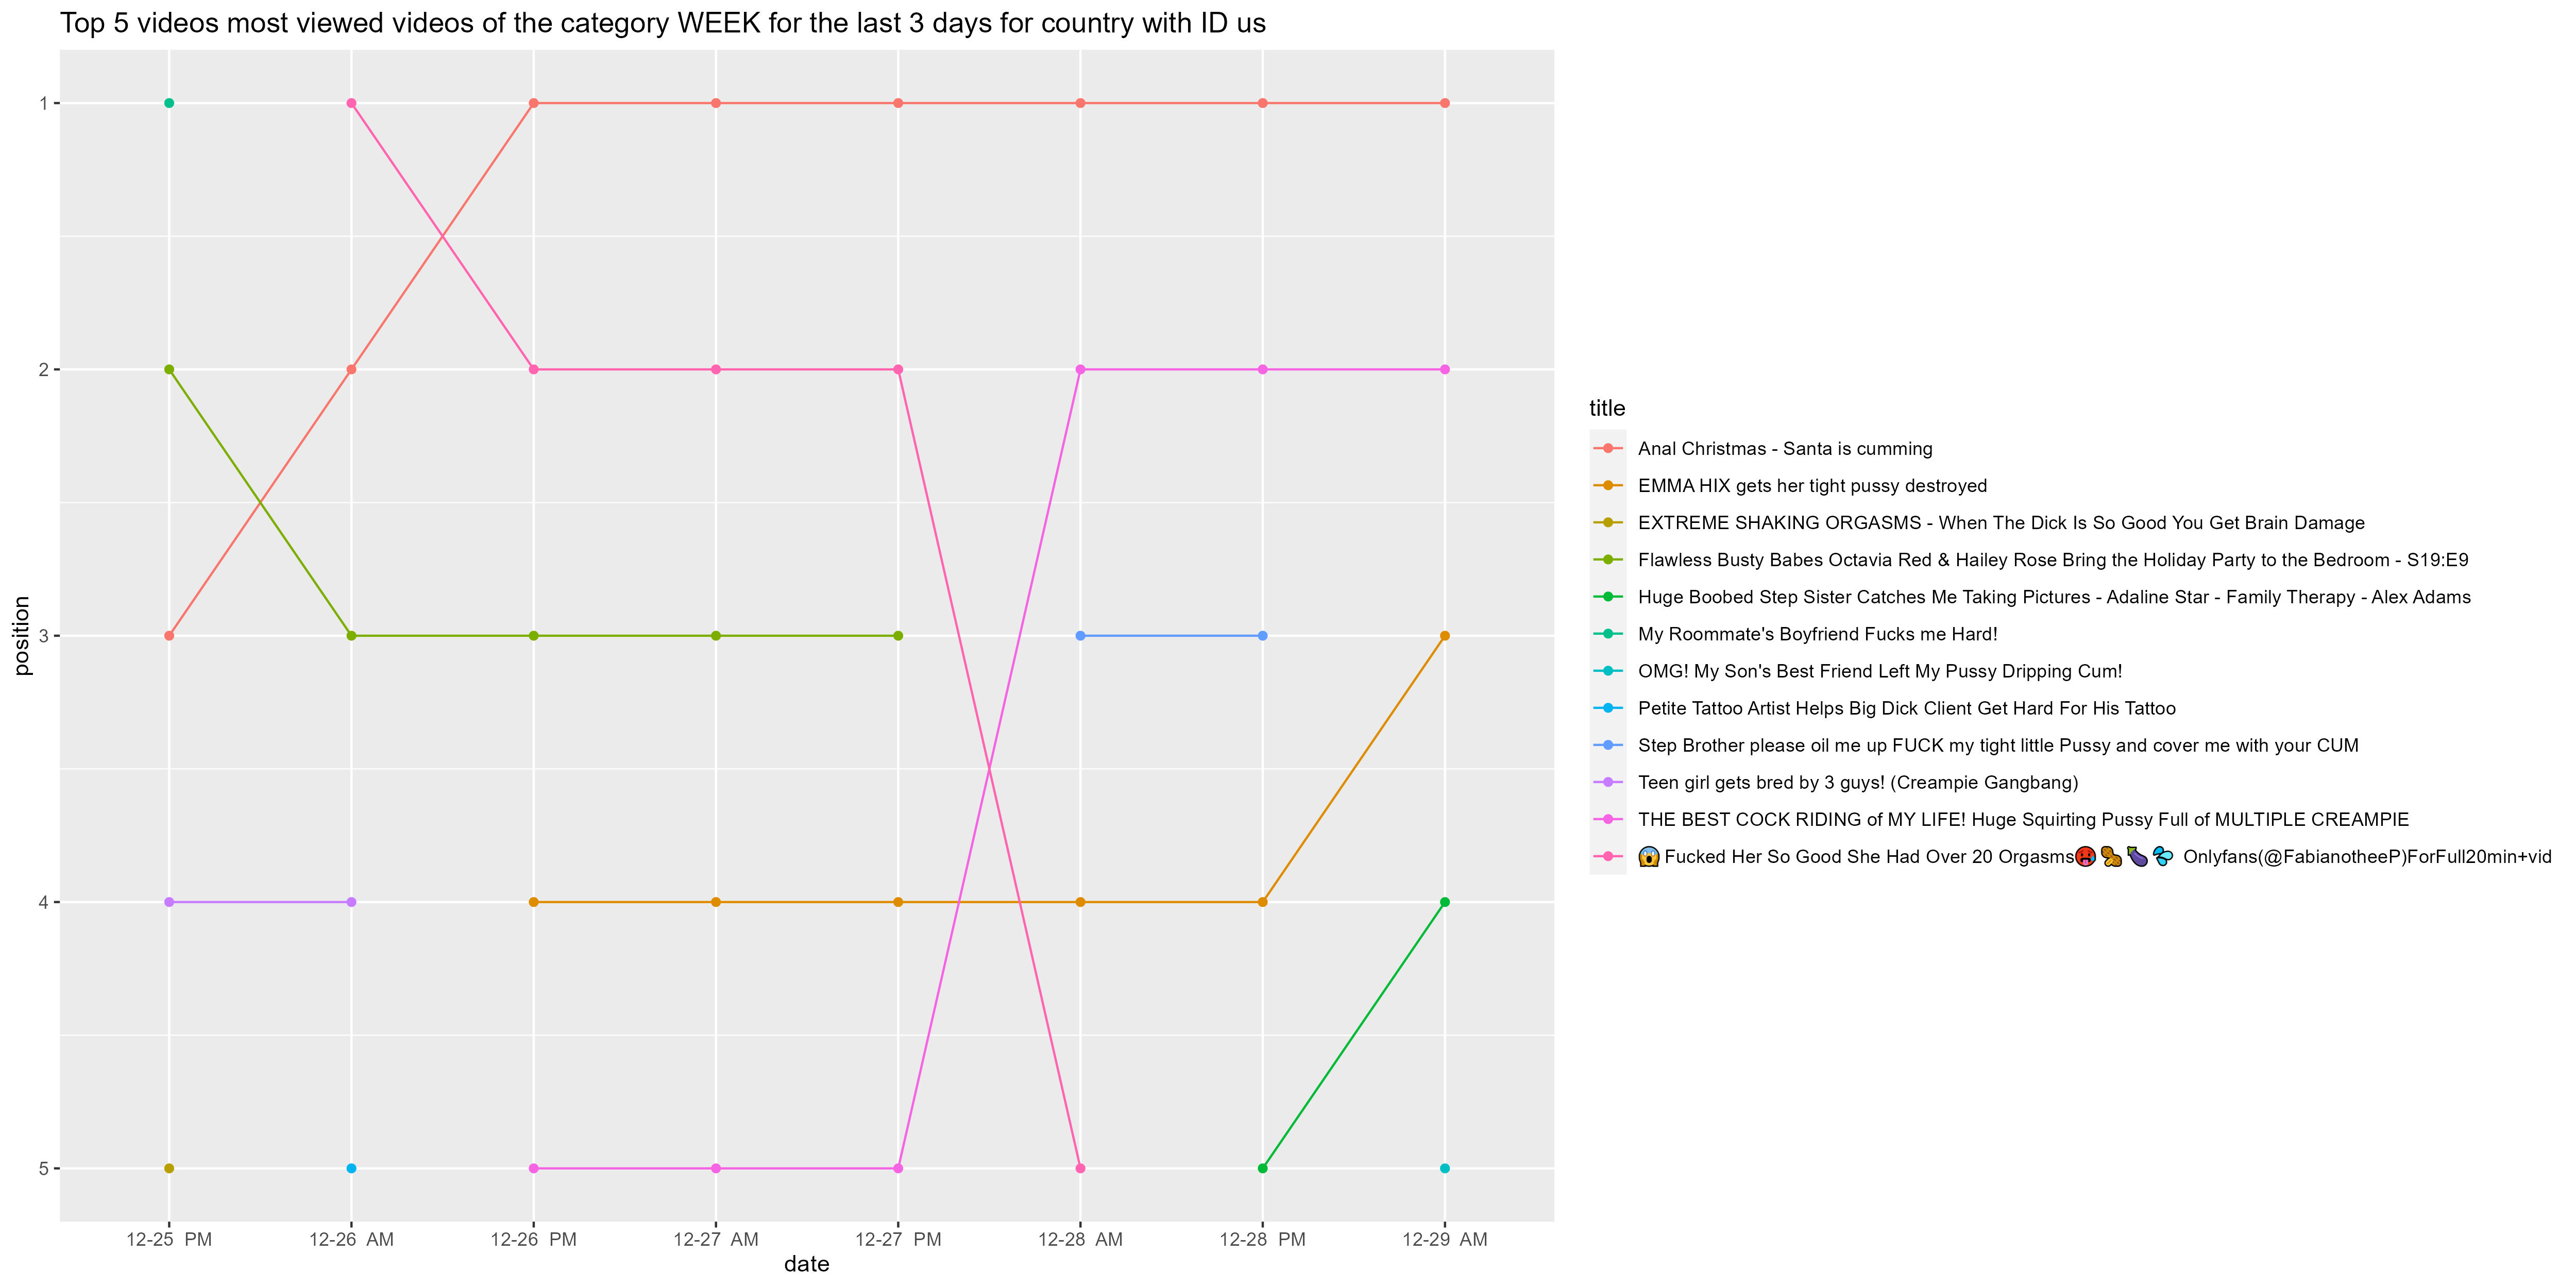 Top 5 videos most viewed videos of the category WEEK for the last 3 days for country with ID us
1
2
3
4
5
position
12-25 PM
12-26 AM
12-26 PM
12-27 AM
12-27 PM
12-28 AM
12-28 PM
12-29 AM
date
title
Anal Christmas - Santa is cumming
EMMA HIX gets her tight pussy destroyed
EXTREME SHAKING ORGASMS - When The Dick Is So Good You Get Brain Damage
Flawless Busty Babes Octavia Red & Hailey Rose Bring the Holiday Party to the Bedroom - S19:E9
Huge Boobed Step Sister Catches Me Taking Pictures - Adaline Star - Family Therapy - Alex Adams
My Roommate's Boyfriend Fucks me Hard!
OMG! My Son's Best Friend Left My Pussy Dripping Cum!
Petite Tattoo Artist Helps Big Dick Client Get Hard For His Tattoo
Step Brother please oil me up FUCK my tight little Pussy and cover me with your CUM
Teen girl gets bred by 3 guys! (Creampie Gangbang)
THE BEST COCK RIDING of MY LIFE! Huge Squirting Pussy Full of MULTIPLE CREAMPIE
😱 Fucked Her So Good She Had Over 20 Orgasms🥵🥜🍆💦 Onlyfans(@FabianotheeP)ForFull20min+vid